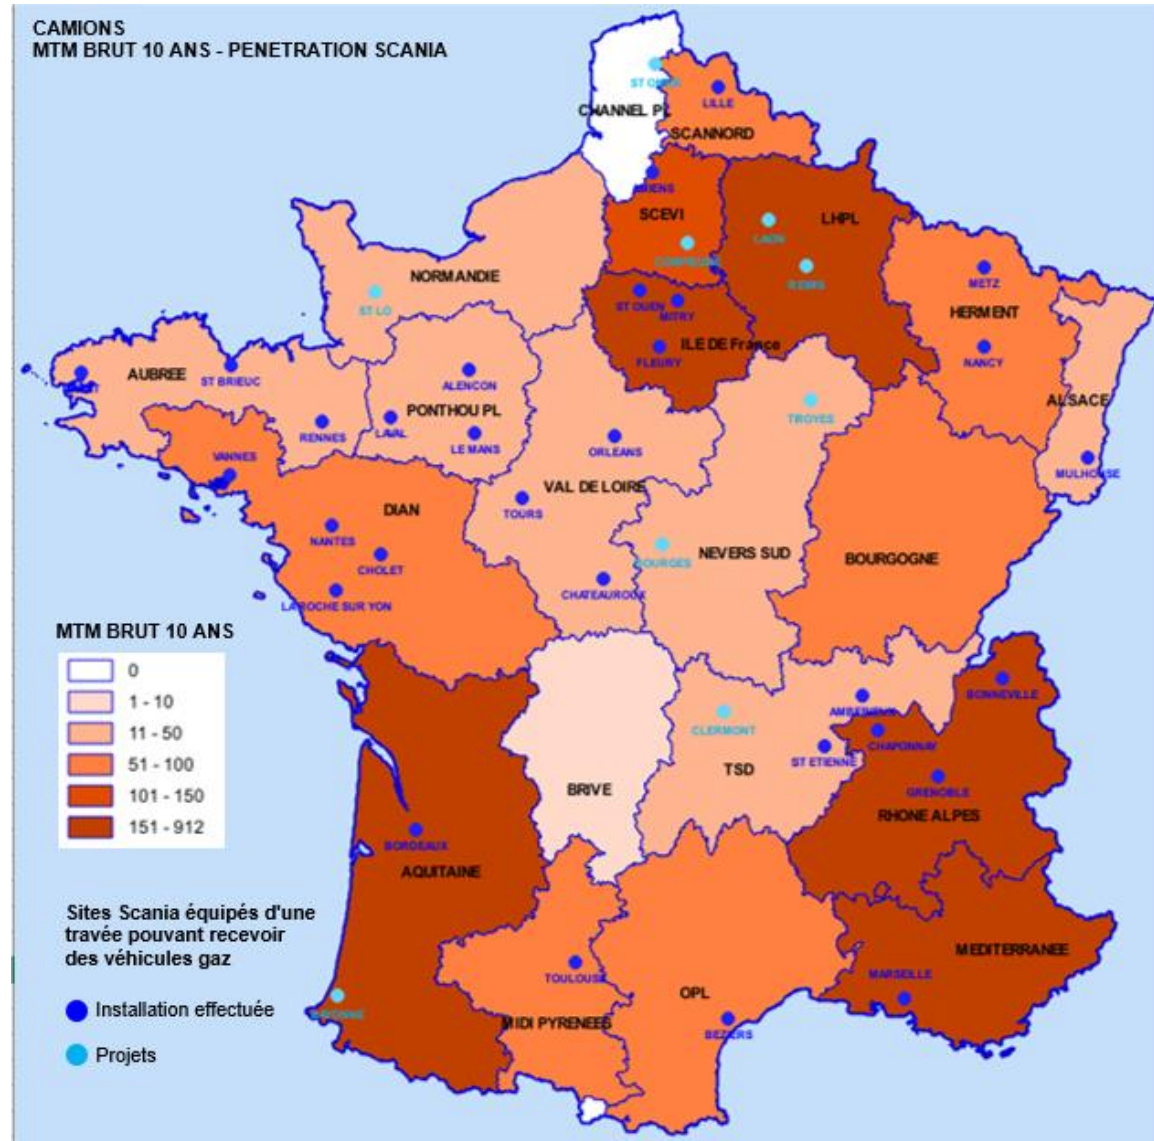 CAMIONS
MTM BRUT 10 ANS - PENETRATION SCANIA
CHANNEL PL
LILLE
SCANNORD
SCEVI
LHPL
LAON
REIMS
NORMANDIE
ST LO
ST OUEN
MITRY
FLEURY
ILE DE France
METZ
HERMENT
NANCY
ALSACE
MULHOUSE
AUBREE
ST BRIEUC
RENNES
ALENCON
PONTHOU PL
LAVAL
LE MANS
TROYES
ORLEANS
VAL DE LOIRE
TOURS
CHATEAUROUX
VANNES
DIAN
NANTES
CHOLET
LA ROCHE SUR YON
BOURGES
NEVERS SUD
BOURGOGNE
MTM BRUT 10 ANS
0
1 - 10
11 - 50
51 - 100
101 - 150
151 - 912
BONNEVILLE
AMBERIEUX
CLERMONT
CHAPONNAY
ST ETIENNE
TSD
GRENOBLE
RHONE ALPES
BRIVE
BORDEAUX
AQUITAINE
Sites Scania équipés d'une
travée pouvant recevoir
des véhicules gaz
Installation effectuée
Projets
MEDITERRANEE
MARSEILLE
TOULOUSE
OPL
BEZIERS
MIDI PYRENEES
BAYONNE